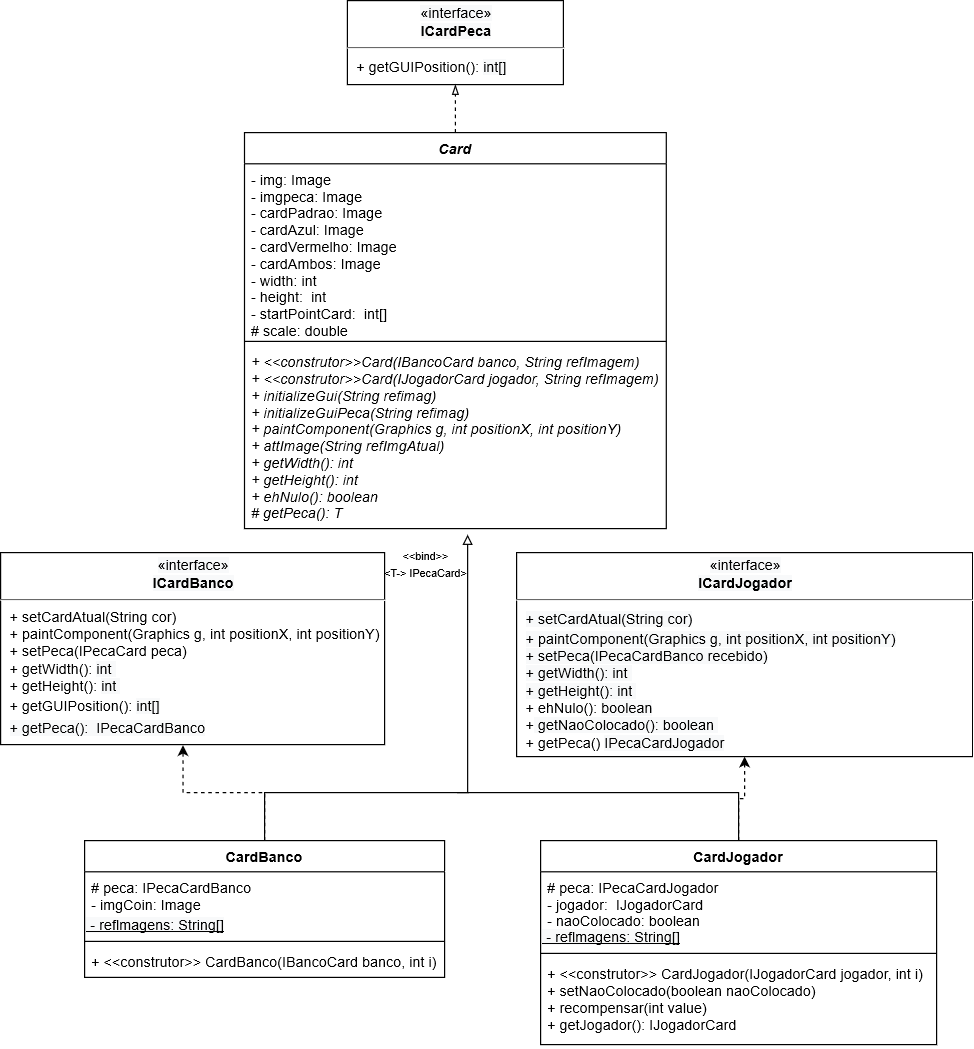 «interface»
ICardPeca
+ getGUIPosition(): int[]
Card
- img: Image
- imgpeca: Image
- cardPadrao: Image
- cardAzul: Image
- cardVermelho: Image
- cardAmbos: Image
- width: int
- height:  int
- startPointCard:  int[]
# scale: double
+ <<construtor>>Card(IBancoCard banco, String refImagem)
+ <<construtor>>Card(IJogadorCard jogador, String refImagem)
+ initializeGui(String refimag)
+ initializeGuiPeca(String refimag)
+ paintComponent(Graphics g, int positionX, int positionY)
+ attImage(String refImgAtual)
+ getWidth(): int
+ getHeight(): int
+ ehNulo(): boolean
# getPeca(): T
<<bind>>
<T-> IPecaCard>
«interface»
ICardBanco
+ setCardAtual(String cor)
+ paintComponent(Graphics g, int positionX, int positionY)
+ setPeca(IPecaCard peca)
+ getWidth(): int
+ getHeight(): int
+ getGUIPosition(): int[]
+ getPeca():  IPecaCardBanco
«interface»
ICardJogador
+ setCardAtual(String cor)
+ paintComponent(Graphics g, int positionX, int positionY)
+ setPeca(IPecaCardBanco recebido)
+ getWidth(): int
+ getHeight(): int
+ ehNulo(): boolean
+ getNaoColocado(): boolean
+ getPeca() IPecaCardJogador
CardBanco
# peca: IPecaCardBanco
- imgCoin: Image
- refImagens: String[]
+ <<construtor>> CardBanco(IBancoCard banco, int i)
CardJogador
# peca: IPecaCardJogador
- jogador:  IJogadorCard
- naoColocado: boolean
- refImagens: String[]
+ <<construtor>> CardJogador(IJogadorCard jogador, int i)
+ setNaoColocado(boolean naoColocado)
+ recompensar(int value)
+ getJogador(): IJogadorCard